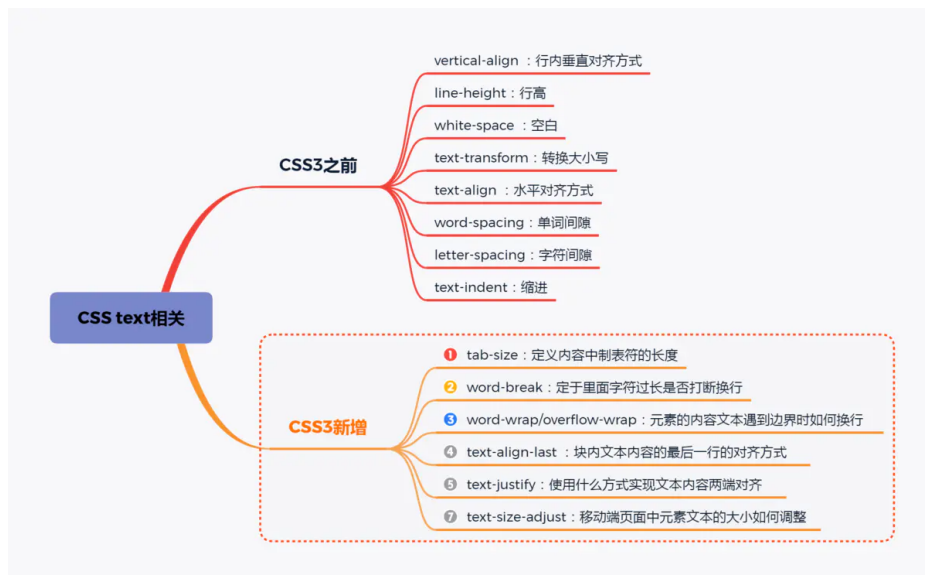 CSS text相关
CSS3之前
vertical-align ：行内垂直对齐方式
line-height：行高
white-space ：空白
text-transform：转换大小写
text-align ：水平对齐方式
word-spacing：单词间隙
letter-spacing：字符间隙
text-indent：缩进
CSS3新增
1 tab-size：定义内容中制表符的长度
2 word-break：定于里面字符过长是否打断换行
3 word-wrap/overflow-wrap：元素的内容文本遇到边界时如何换行
4 text-align-last ：块内文本内容的最后一行的对齐方式
5 text-justify：使用什么方式实现文本内容两端对齐
7 text-size-adjust：移动端页面中元素文本的大小如何调整